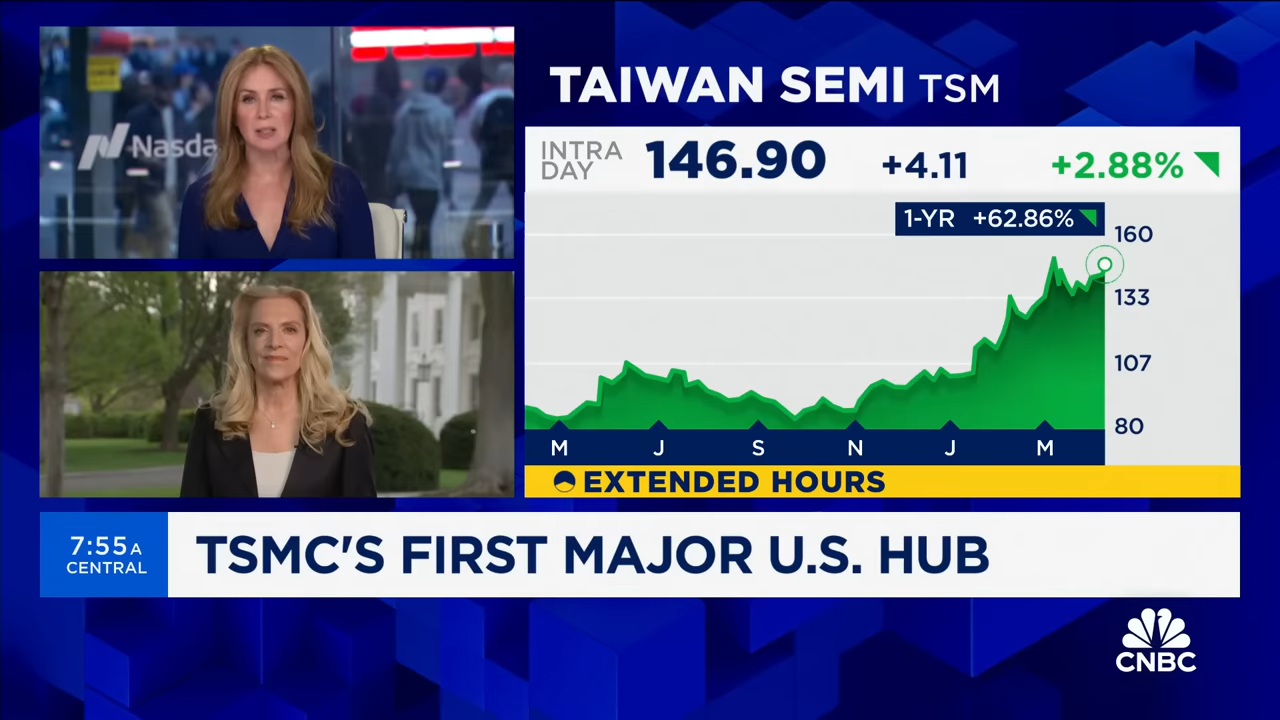 Nasda
TAIWAN SEMI TSM
INTRA
DAY
146.90 +4.11 +2.88%
1-YR +62.86%
160
133
107
80
M J S N J M
EXTENDED HOURS
7:55A
CENTRAL
TSMC'S FIRST MAJOR U.S. HUB
CNBC